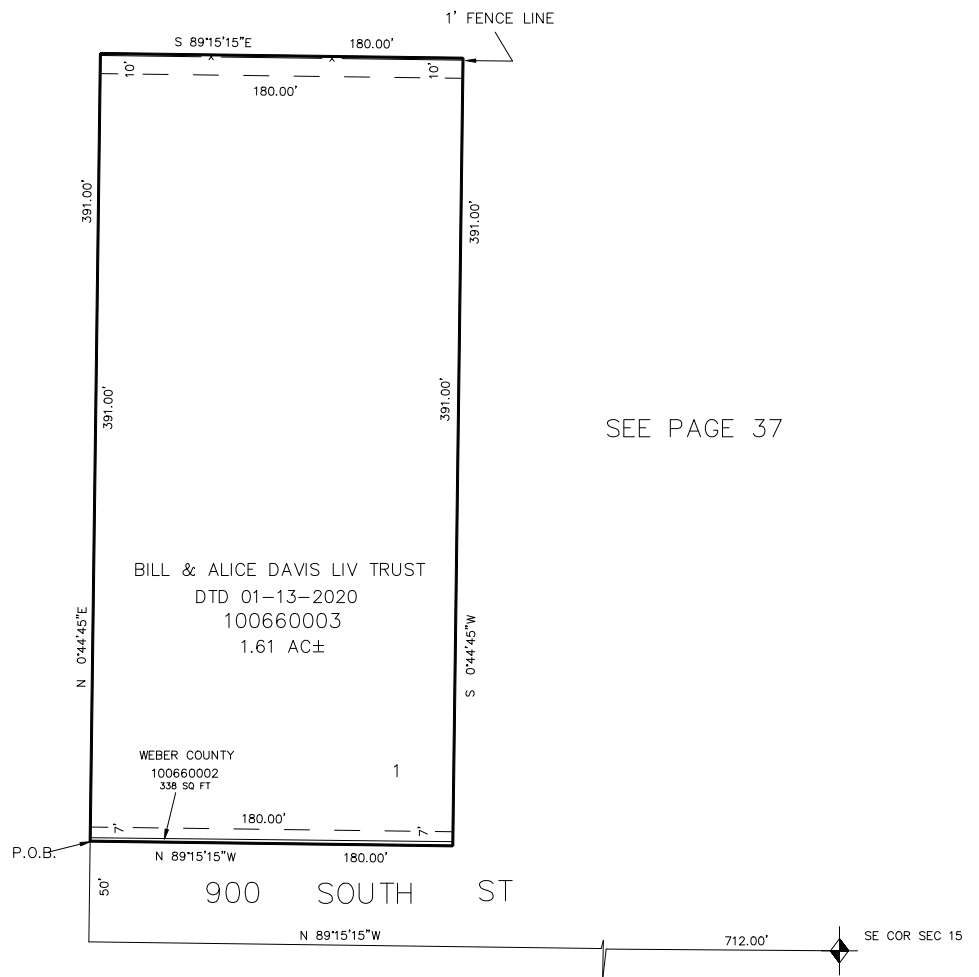 1' FENCE LINE
S 89°15'15"E 180.00'
10' 10'
180.00'
391.00'
391.00'
391.00'
391.00'
SEE PAGE 37
BILL & ALICE DAVIS LIV TRUST
DTD 01-13-2020
100660003
1.61 AC±
N 0°44'45"E
S 0°44'45"W
WEBER COUNTY
100660002
338 SQ FT
1
180.00'
7' 7'
P.O.B.
N 89°15'15"W 180.00'
50'
900 SOUTH ST
N 89°15'15"W 712.00'
SE COR SEC 15